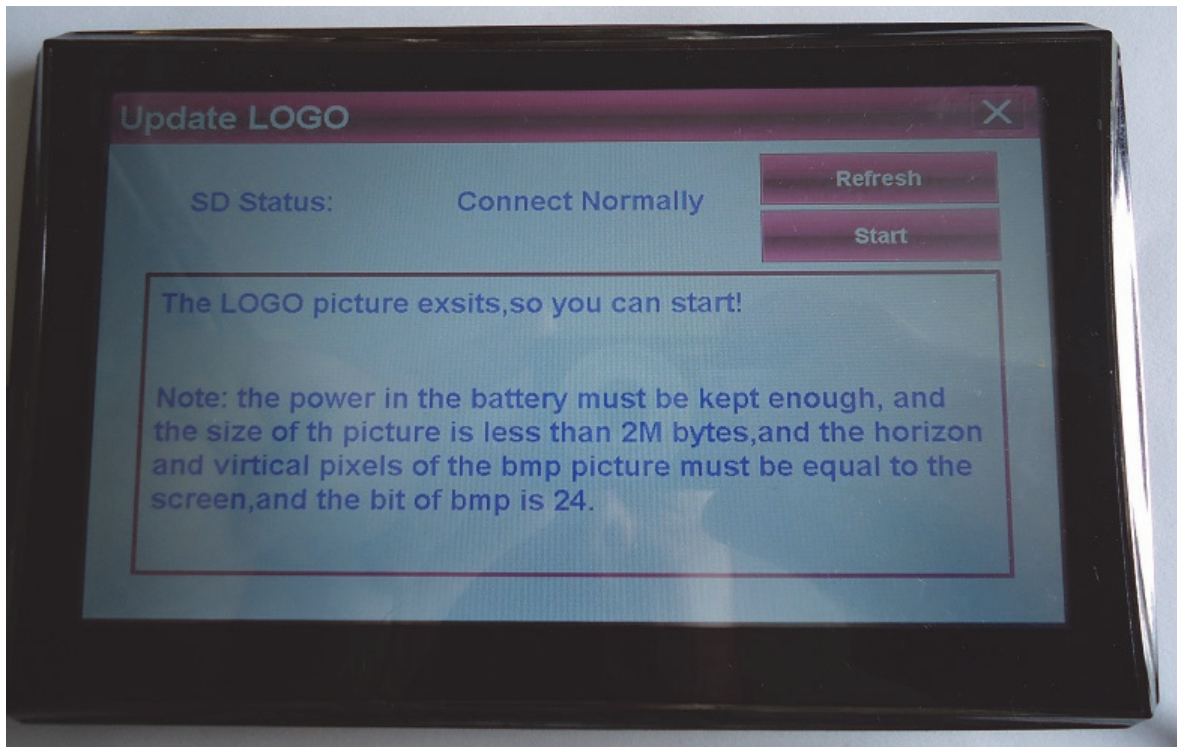 Update LOGO
SD Status: Connect Normally
Refresh
Start
The LOGO picture exsits,so you can start!
Note: the power in the battery must be kept enough, and
the size of th picture is less than 2M bytes,and the horizon
and virtical pixels of the bmp picture must be equal to the
screen,and the bit of bmp is 24.